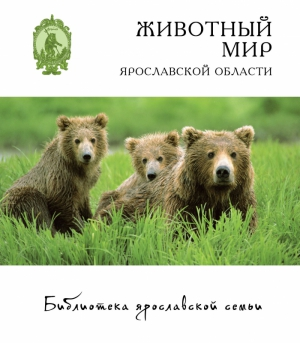 ЖИВОТНЫЙ
МИР
ЯРОСЛАВСКОЙ ОБЛАСТИ
Библиотека ярославской семьи